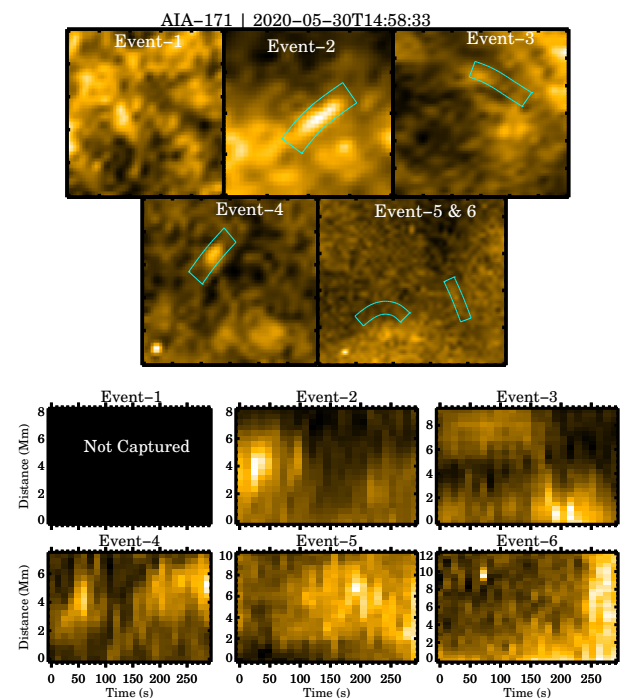 AIA−171 | 2020−05−30T14:58:33
Event−1
Event−2
Event−3
Event−4
Event−5 & 6
Event−1
Event−2
Event−3
Distance (Mm)
8
6
4
2
0
Not Captured
8
6
4
2
0
8
6
4
2
0
Event−4
Event−5
Event−6
Distance (Mm)
6
4
2
0
10
8
6
4
2
0
12
10
8
6
4
2
0
0 50 100 150 200 250
0 50 100 150 200 250
0 50 100 150 200 250
Time (s)
Time (s)
Time (s)